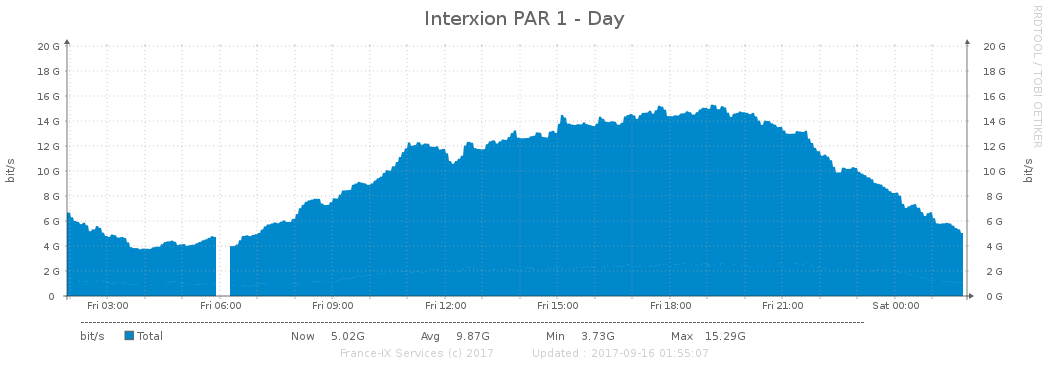 Interxion PAR 1 - Day
RRDTOOL / TOBI OETIKER
20 G 20 G
18 G 18 G
16 G 16 G
14 G 14 G
12 G 12 G
10 G 10 G
8 G 8 G
6 G 6 G
4 G 4 G
2 G 2 G
0 0 G
bit/s
bit/s
Fri 03:00 Fri 06:00 Fri 09:00 Fri 12:00 Fri 15:00 Fri 18:00 Fri 21:00 Sat 00:00
bit/s Total Now 5.02G Avg 9.87G Min 3.73G Max 15.29G
France-IX Services (c) 2017 Updated : 2017-09-16 01:55:07